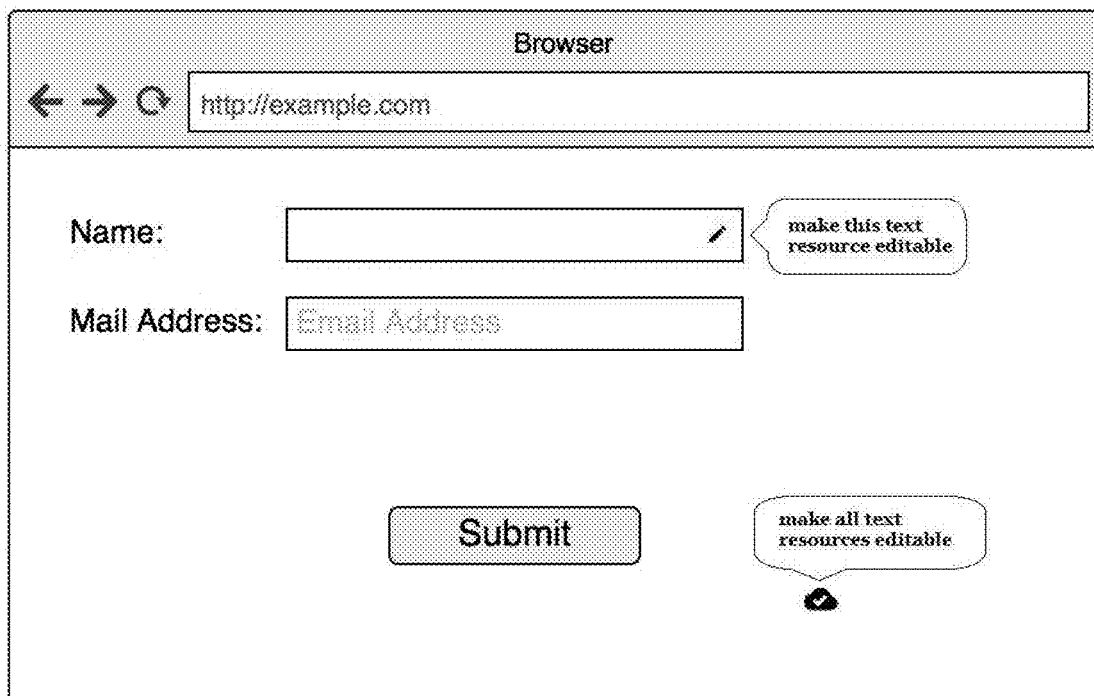 Browser
http://example.com
Name:
make this text
resource editable
Mail Address:
Email Address
Submit
make all text
resources editable